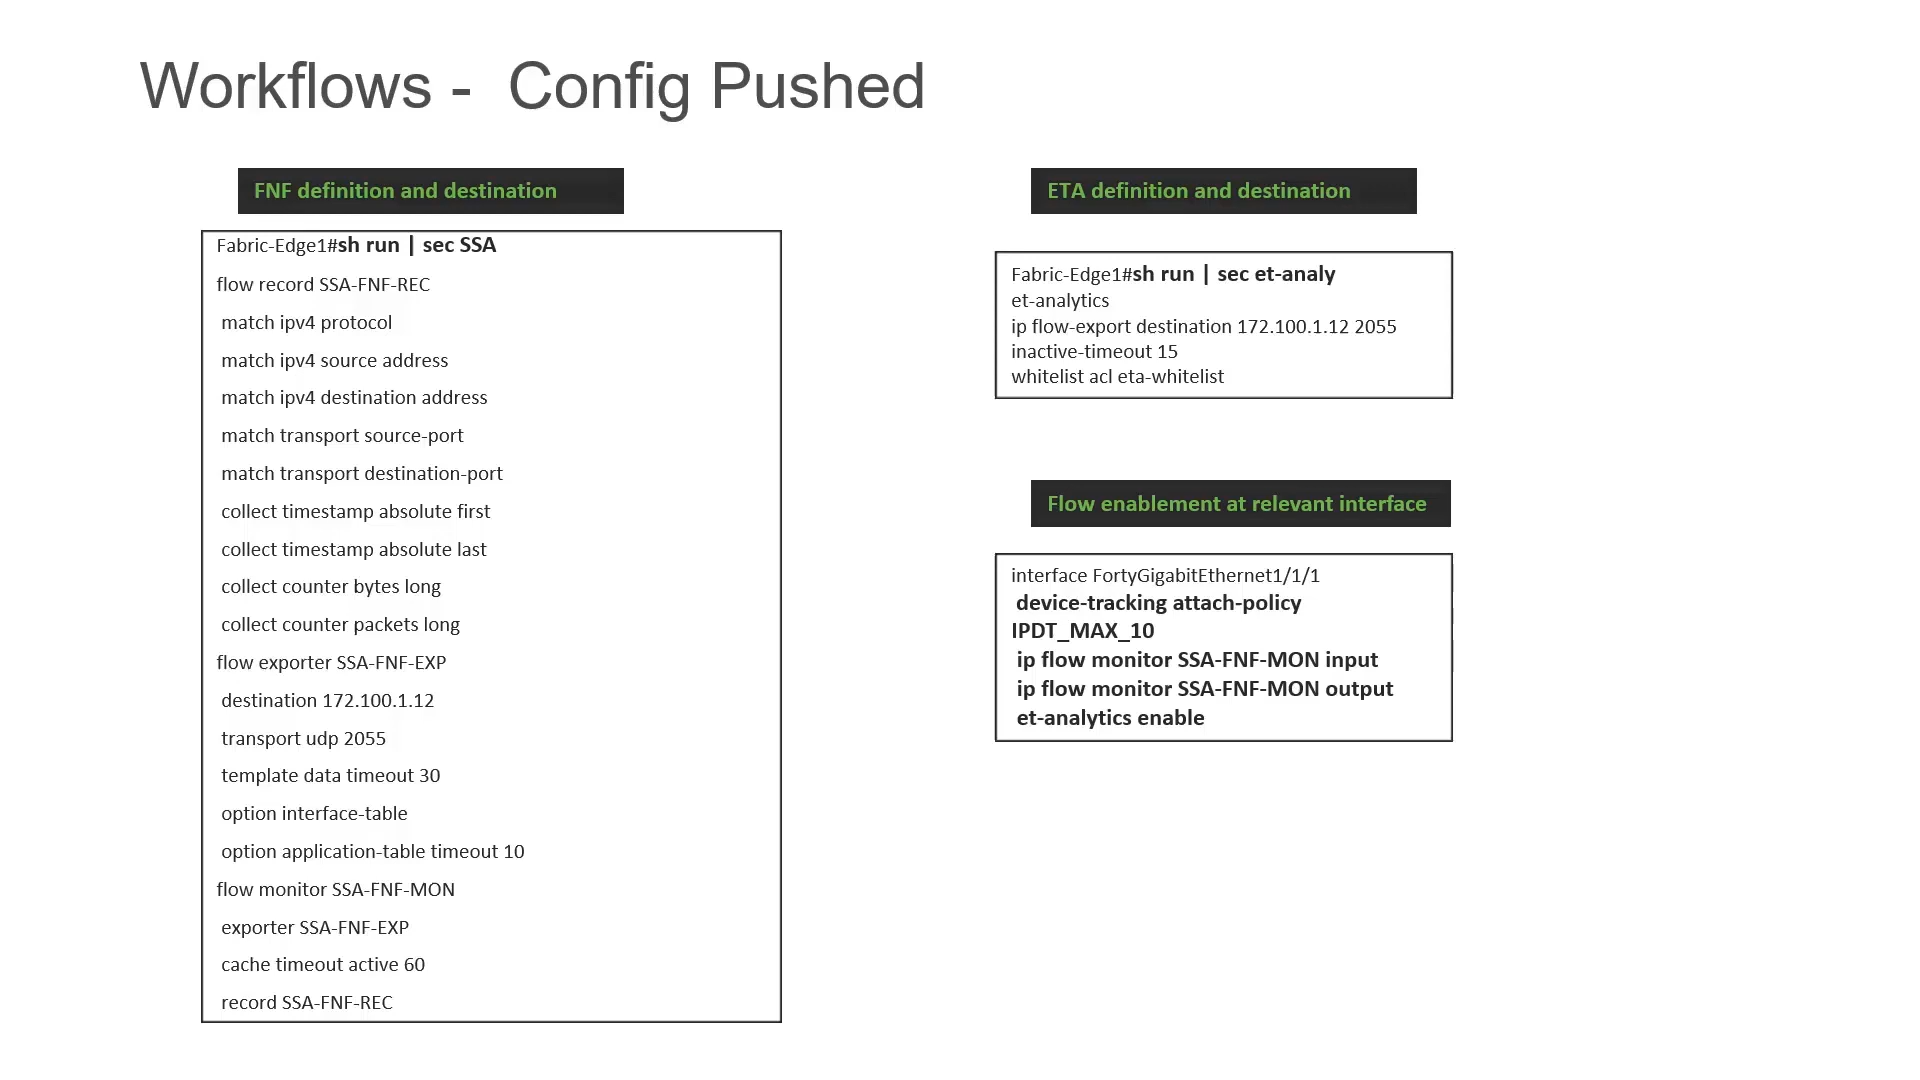 Workflows -  Config Pushed
FNF definition and destination
Fabric-Edge1#sh run | sec SSA
flow record SSA-FNF-REC
match ipv4 protocol
match ipv4 source address
match ipv4 destination address
match transport source-port
match transport destination-port
collect timestamp absolute first
collect timestamp absolute last
collect counter bytes long
collect counter packets long
flow exporter SSA-FNF-EXP
destination 172.100.1.12
transport udp 2055
template data timeout 30
option interface-table
option application-table timeout 10
flow monitor SSA-FNF-MON
exporter SSA-FNF-EXP
cache timeout active 60
record SSA-FNF-REC
ETA definition and destination
Fabric-Edge1#sh run | sec et-analy
et-analytics
ip flow-export destination 172.100.1.12 2055
inactive-timeout 15
whitelist acl eta-whitelist
Flow enablement at relevant interface
interface FortyGigabitEthernet1/1/1
device-tracking attach-policy
IPDT_MAX_10
ip flow monitor SSA-FNF-MON input
ip flow monitor SSA-FNF-MON output
et-analytics enable